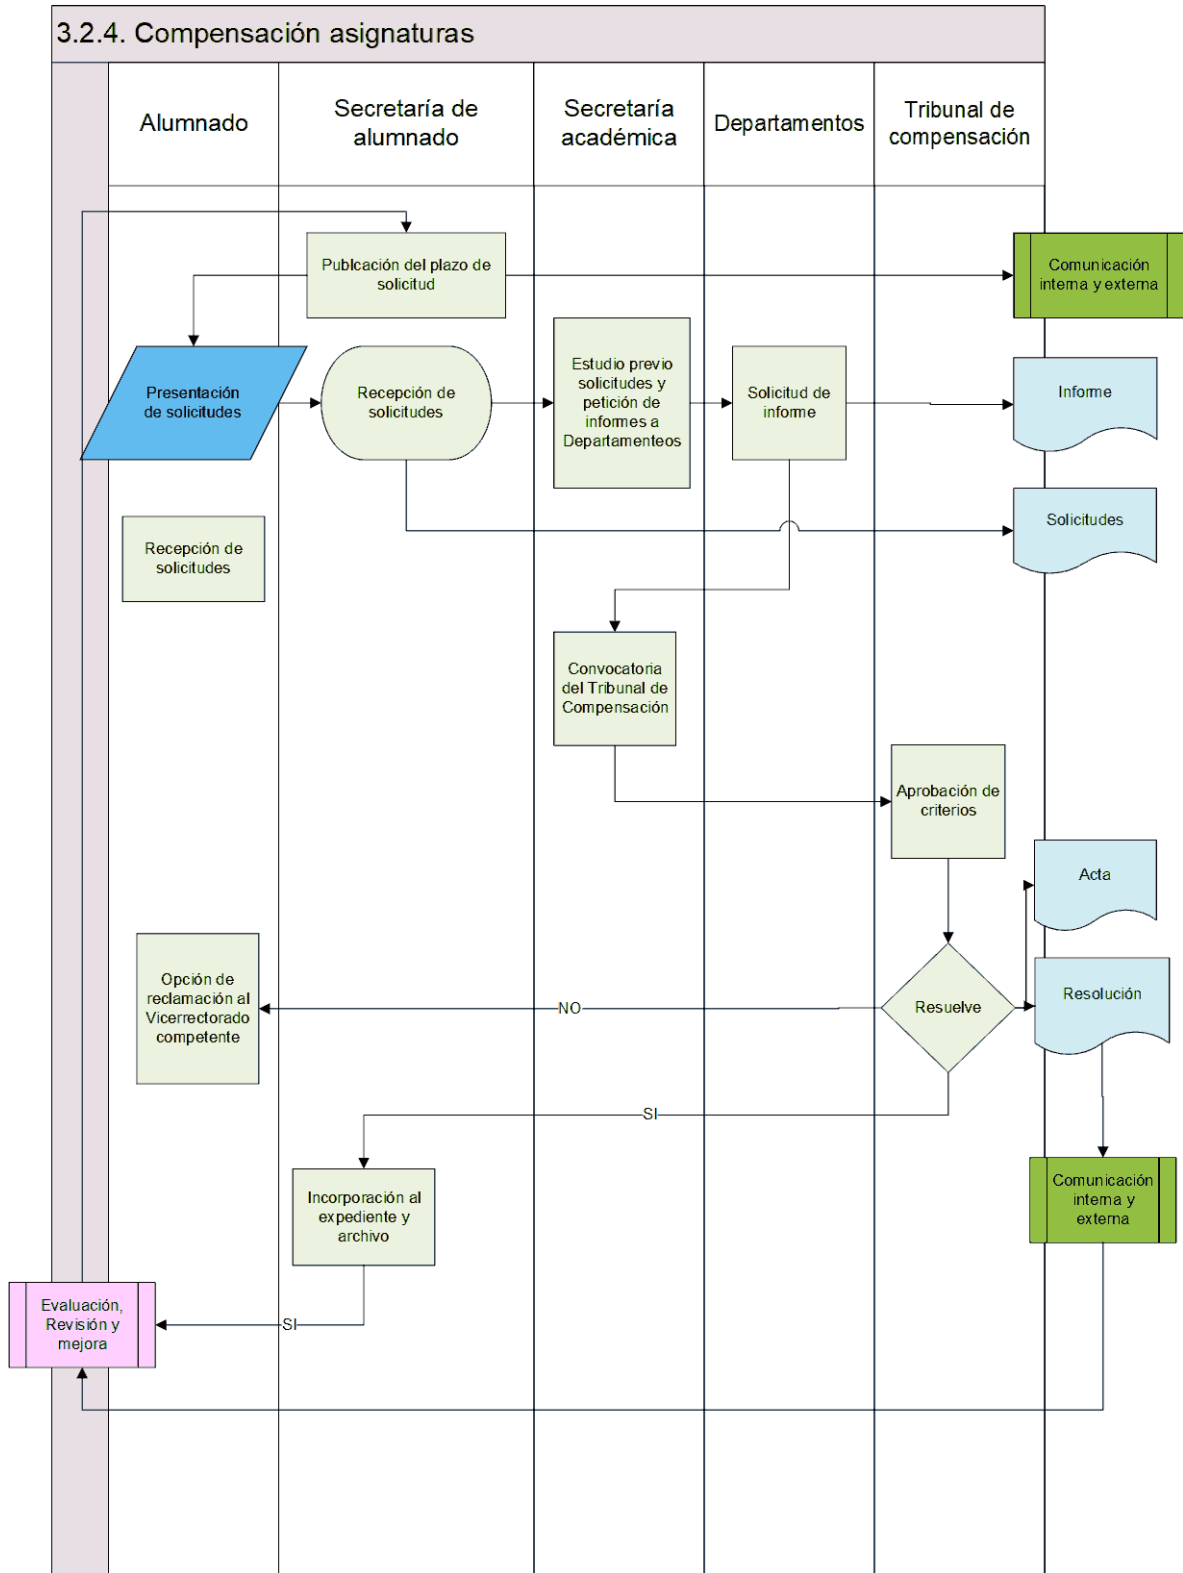 3.2.4. Compensación asignaturas
Alumnado
Secretaría de
alumnado
Secretaría
académica
Departamentos
Tribunal de
compensación
Publcación del plazo de
solicitud
Comunicación
interna y externa
Presentación
de solicitudes
Recepción de
solicitudes
Estudio previo
solicitudes y
petición de
informes a
Departamenteos
Solicitud de
informe
Informe
Solicitudes
Recepción de
solicitudes
Convocatoria
del Tribunal de
Compensación
Aprobación de
criterios
Acta
Opción de
reclamación al
Vicerrectorado
competente
NO
Resuelve
Resolución
SI
Incorporación al
expediente y
archivo
Comunicación
interna y
externa
Evaluación,
Revisión y
mejora
SI